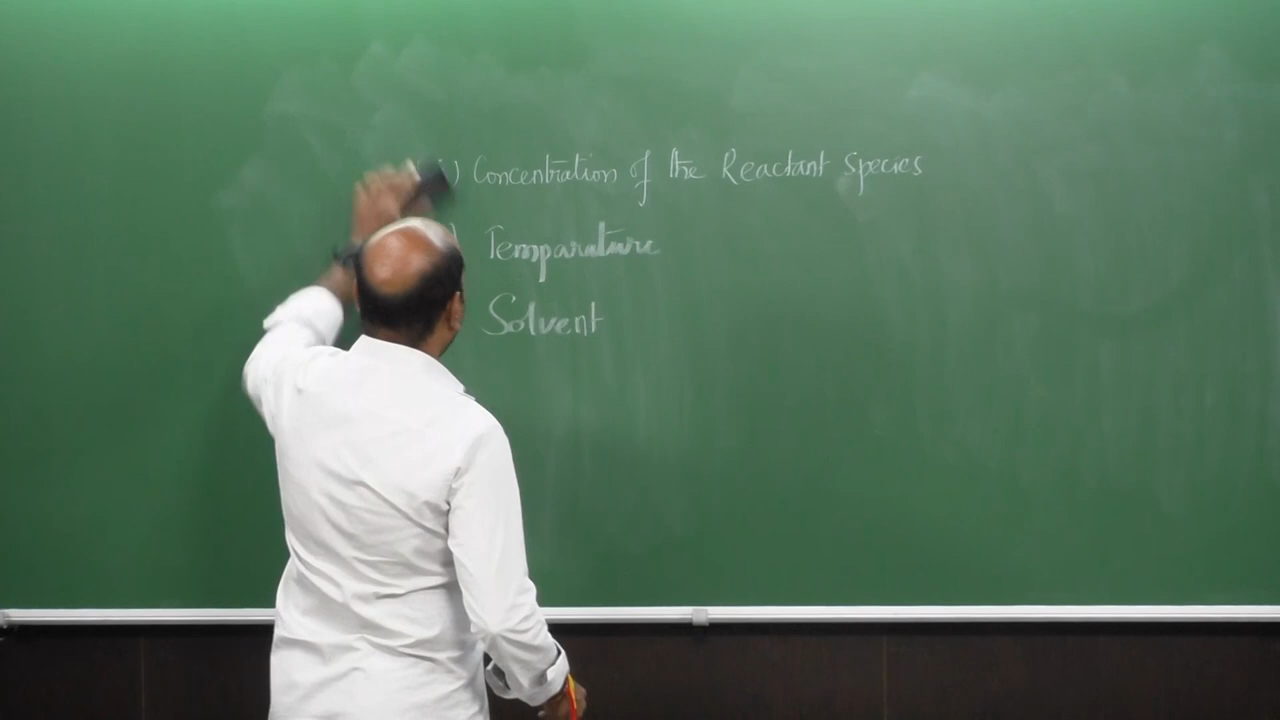 ) Concentration of the Reactant Species
) Temparature
Solvent